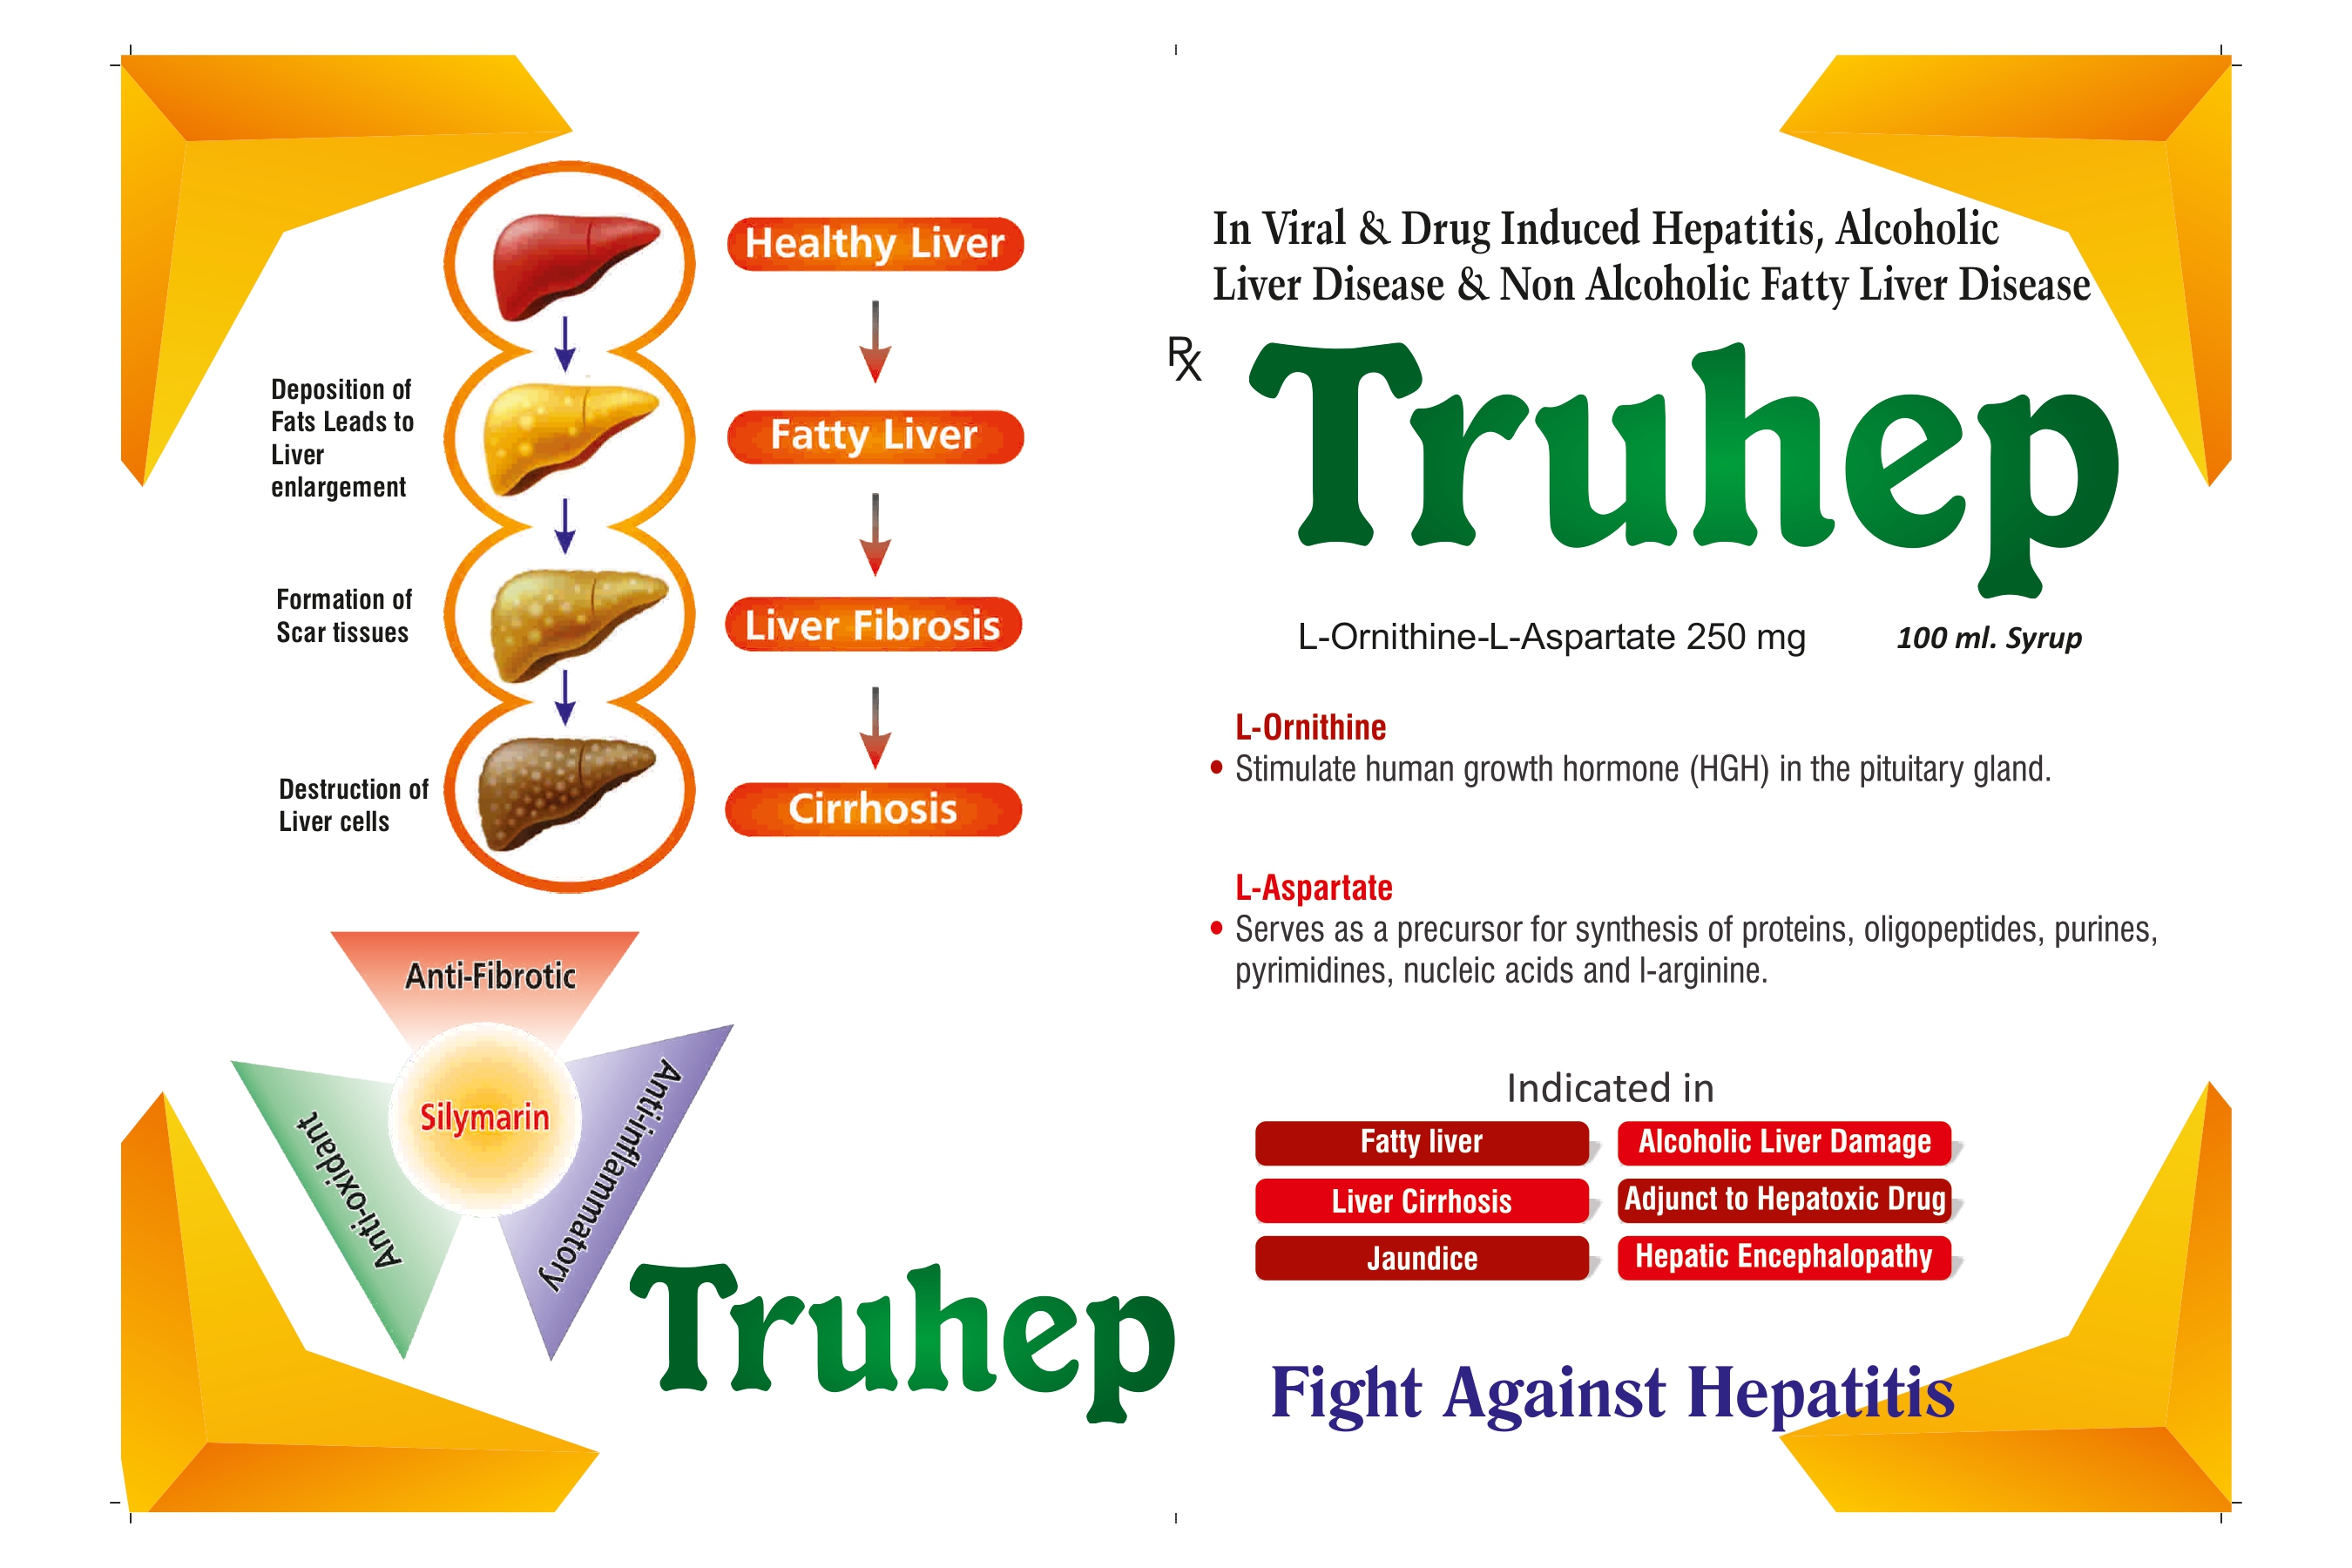 Healthy Liver
Deposition of
Fats Leads to
Liver
enlargement
Fatty Liver
Formation of
Scar tissues
Liver Fibrosis
Destruction of
Liver cells
Cirrhosis
Anti-Fibrotic
Silymarin
Anti-oxidant
Anti-inflammatory
Truhep
In Viral & Drug Induced Hepatitis, Alcoholic
Liver Disease & Non Alcoholic Fatty Liver Disease
Rx
Truhep
L-Ornithine-L-Aspartate 250 mg 100 ml. Syrup
L-Ornithine
• Stimulate human growth hormone (HGH) in the pituitary gland.
L-Aspartate
• Serves as a precursor for synthesis of proteins, oligopeptides, purines,
pyrimidines, nucleic acids and l-arginine.
Indicated in
Fatty liver Alcoholic Liver Damage
Liver Cirrhosis Adjunct to Hepatoxic Drug
Jaundice Hepatic Encephalopathy
Fight Against Hepatitis